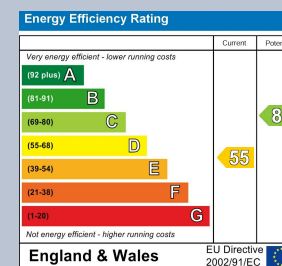 Energy Efficiency Rating
Current
Very energy efficient - lower running costs
(92 plus) A
(81-91) B
(69-80) C
(55-68) D
55
(39-54) E
(21-38) F
(1-20) G
Not energy efficient - higher running costs
England & Wales
EU Directive
2002/91/EC